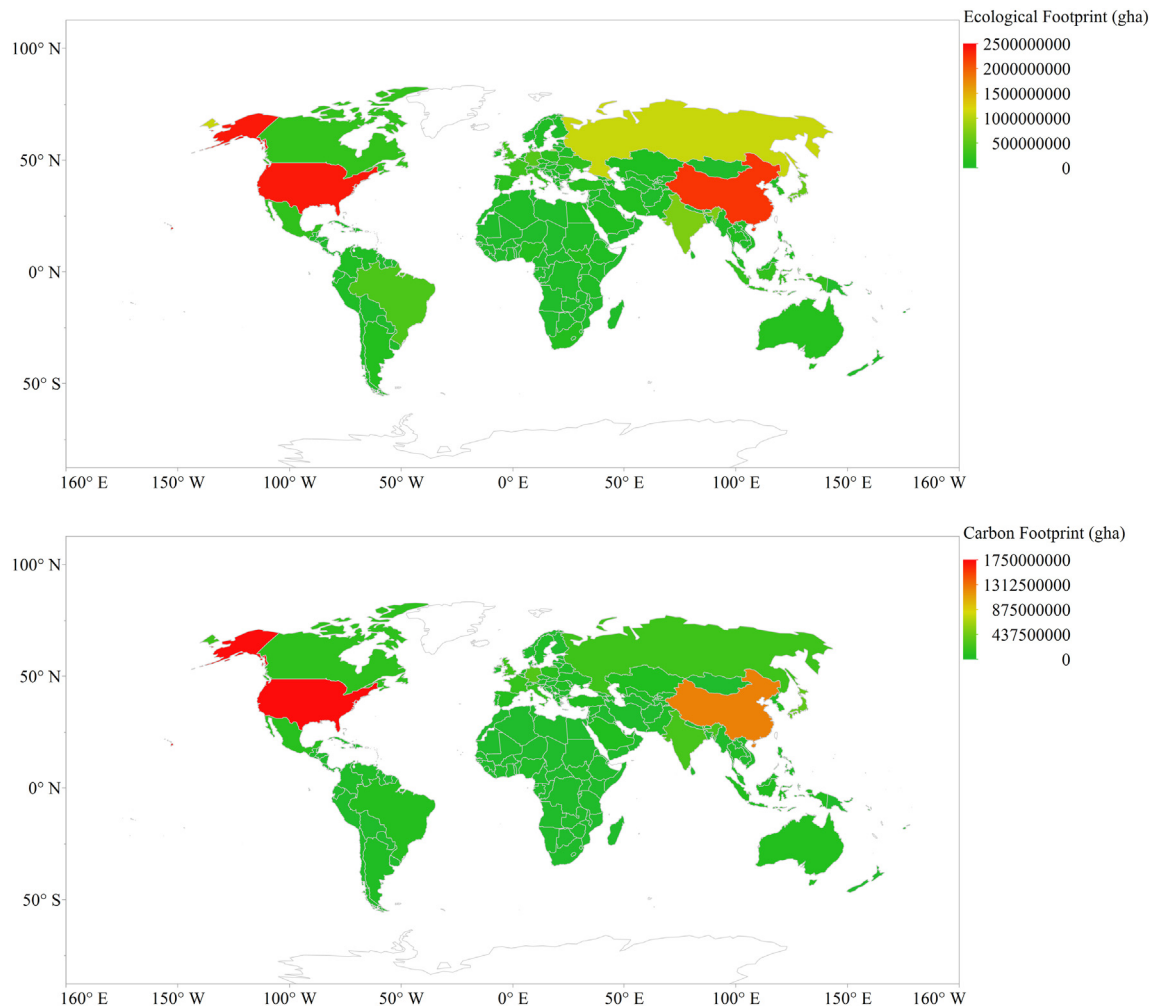 Ecological Footprint (gha)
2500000000
2000000000
1500000000
1000000000
500000000
0
100° N
50° N
0° N
50° S
160° E 150° W 100° W 50° W 0° E 50° E 100° E 150° E 160° W
Carbon Footprint (gha)
1750000000
1312500000
875000000
437500000
0
100° N
50° N
0° N
50° S
160° E 150° W 100° W 50° W 0° E 50° E 100° E 150° E 160° W